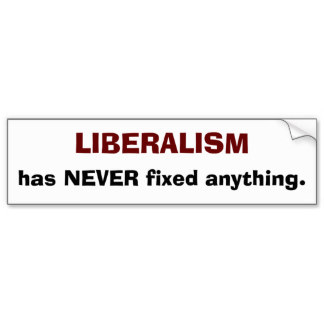 LIBERALISM
has NEVER fixed anything.